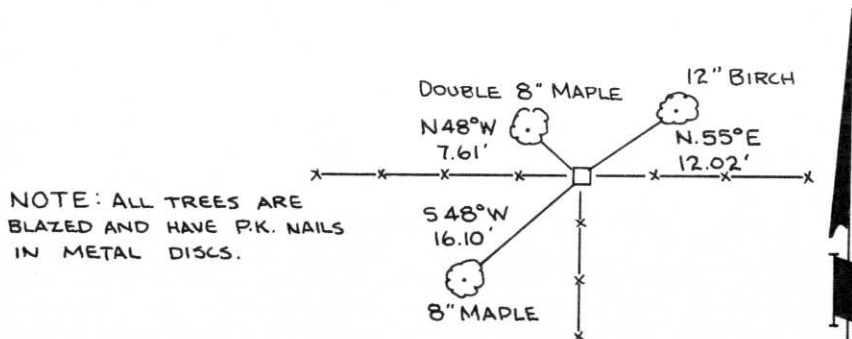 DOUBLE 8" MAPLE
12" BIRCH
N48°W
7.61'
N.55°E
12.02'
NOTE: ALL TREES ARE
BLAZED AND HAVE P.K. NAILS
IN METAL DISCS.
S48°W
16.10'
8" MAPLE